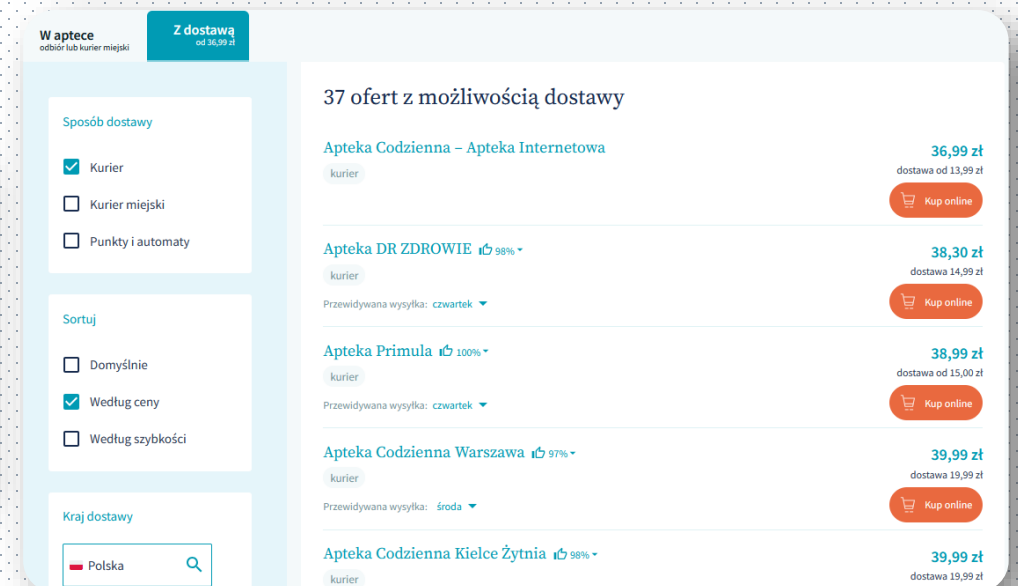 W aptece
odbiór lub kurier miejski
Z dostawą
od 36,99 zł
Sposób dostawy
Kurier
Kurier miejski
Punkty i automaty
Sortuj
Domyślnie
Według ceny
Według szybkości
Kraj dostawy
Polska
37 ofert z możliwością dostawy
Apteka Codzienna – Apteka Internetowa
kurier
36,99 zł
dostawa od 13,99 zł
Kup online
Apteka DR ZDROWIE 98%
kurier
Przewidywana wysyłka: czwartek
38,30 zł
dostawa 14,99 zł
Kup online
Apteka Primula 100%
kurier
Przewidywana wysyłka: czwartek
38,99 zł
dostawa od 15,00 zł
Kup online
Apteka Codzienna Warszawa 97%
kurier
Przewidywana wysyłka: środa
39,99 zł
dostawa 19,99 zł
Kup online
Apteka Codzienna Kielce Żytnia 98%
kurier
39,99 zł
dostawa 19,99 zł